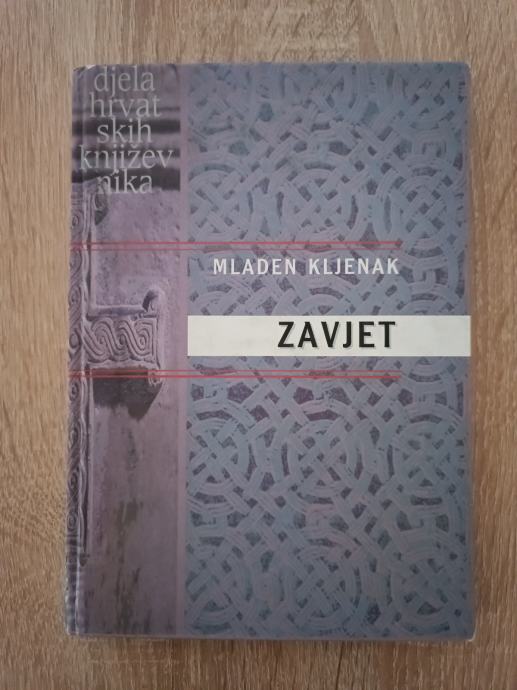 djela
hrvat
skih
književ
nika
MLADEN KLJENAK
ZAVJET